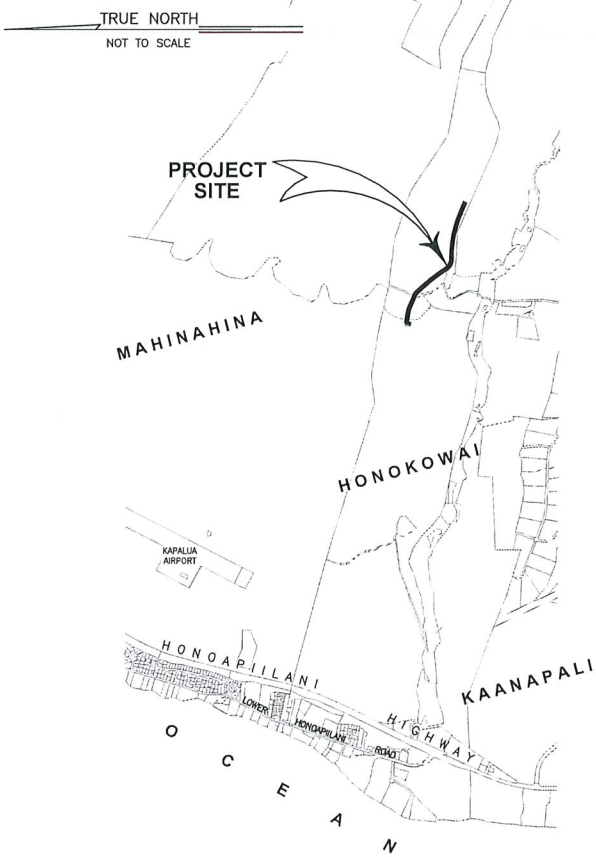 TRUE NORTH
NOT TO SCALE
PROJECT
SITE
MAHINAHINA
HONOKOWAI
KAPALUA
AIRPORT
HONOAPIILANI HIGHWAY
KAANAPALI
LOWER HONOAPIILANI ROAD
OCEAN